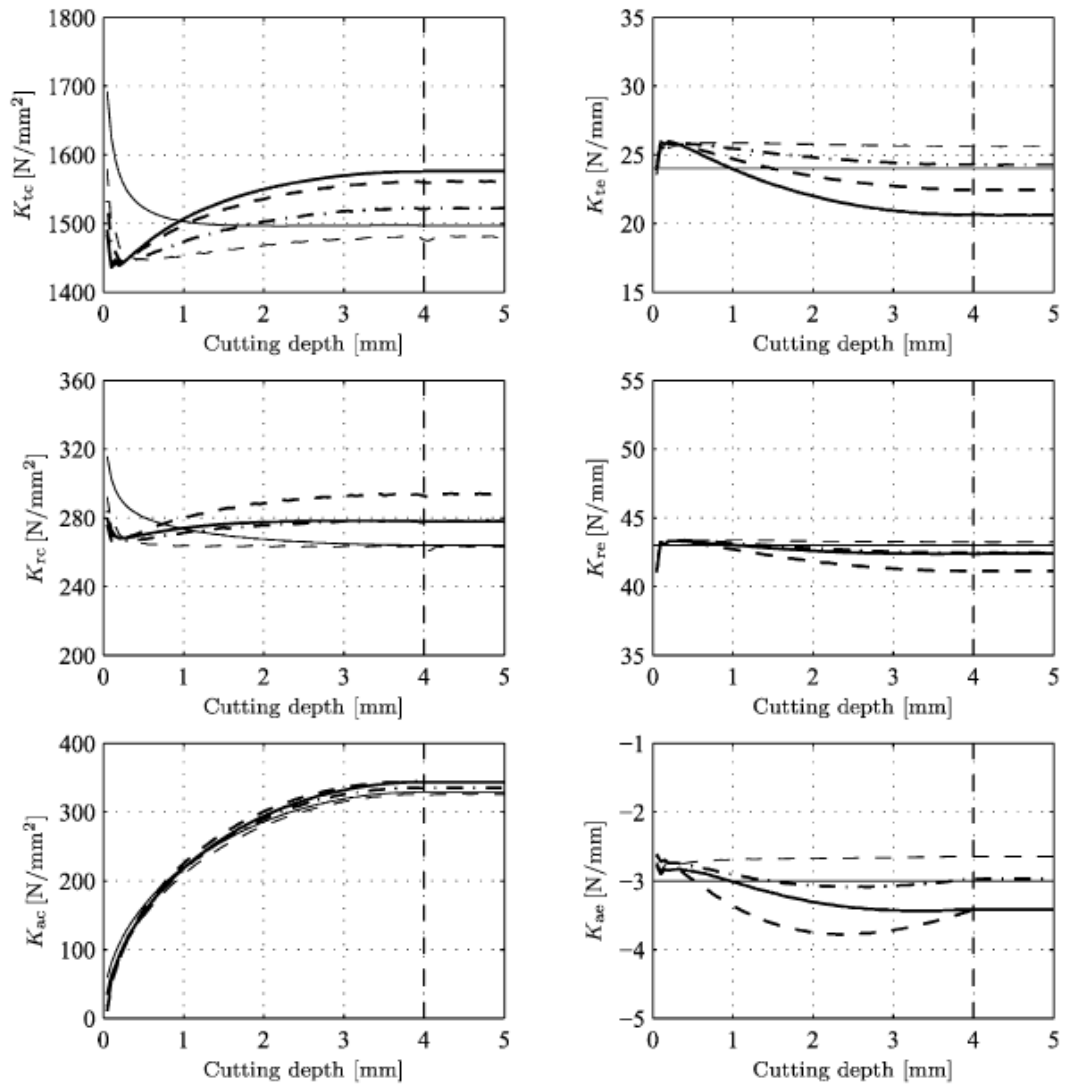 K_tc [N/mm²]
1800
1700
1600
1500
1400
0 1 2 3 4 5
Cutting depth [mm]
K_te [N/mm]
35
30
25
20
15
0 1 2 3 4 5
Cutting depth [mm]
K_rc [N/mm²]
360
320
280
240
200
0 1 2 3 4 5
Cutting depth [mm]
K_re [N/mm]
55
50
45
40
35
0 1 2 3 4 5
Cutting depth [mm]
K_ac [N/mm²]
400
300
200
100
0
0 1 2 3 4 5
Cutting depth [mm]
K_ae [N/mm]
−1
−2
−3
−4
−5
0 1 2 3 4 5
Cutting depth [mm]